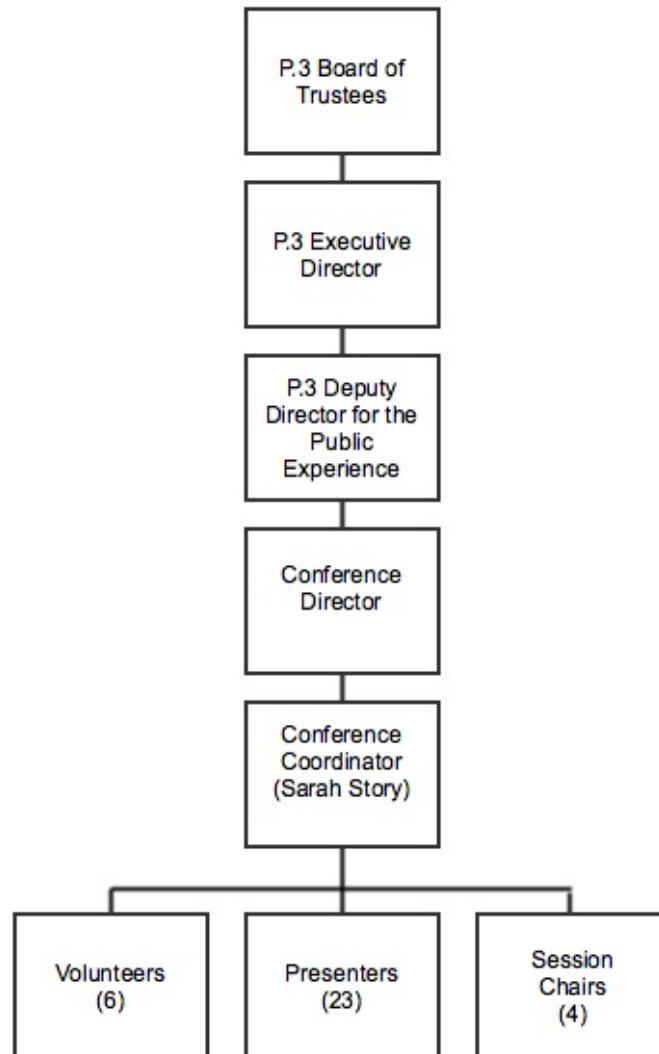 P.3 Board of
Trustees
P.3 Executive
Director
P.3 Deputy
Director for the
Public
Experience
Conference
Director
Conference
Coordinator
(Sarah Story)
Volunteers
(6)
Presenters
(23)
Session
Chairs
(4)